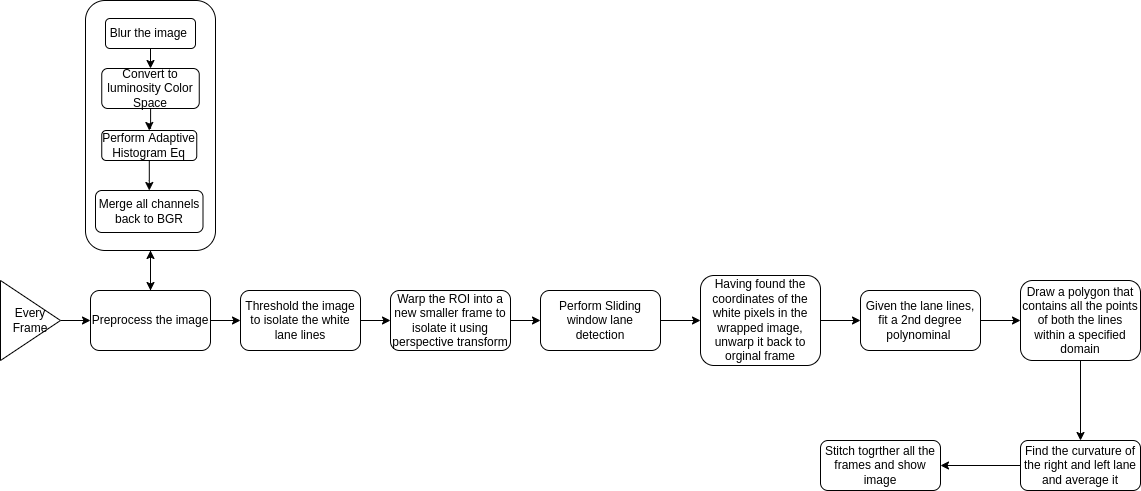 Blur the image
Convert to
luminosity Color
Space
Perform Adaptive
Histogram Eq
Merge all channels
back to BGR
Every
Frame
Preprocess the image
Threshold the image
to isolate the white
lane lines
Warp the ROI into a
new smaller frame to
isolate it using
perspective transform
Perform Sliding
window lane
detection
Having found the
coordinates of the
white pixels in the
wrapped image,
unwarp it back to
orginal frame
Given the lane lines,
fit a 2nd degree
polynominal
Draw a polygon that
contains all the points
of both the lines
within a specified
domain
Find the curvature of
the right and left lane
and average it
Stitch togrther all the
frames and show
image